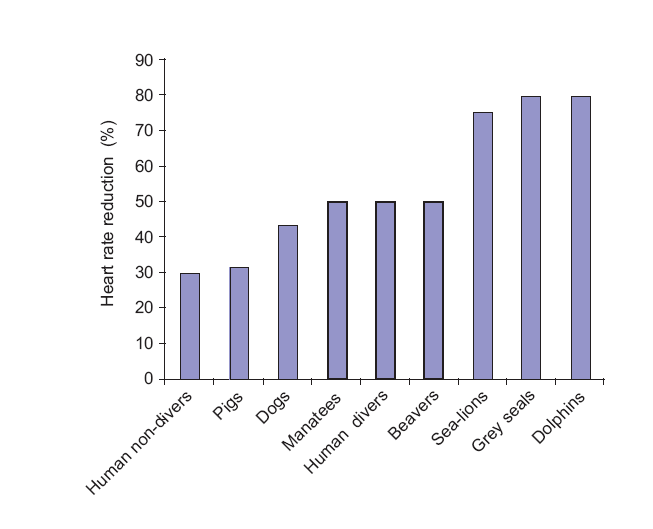 90
80
70
60
50
40
30
20
10
0
Heart rate reduction (%)
Human non-divers
Pigs
Dogs
Manatees
Human divers
Beavers
Sea-lions
Grey seals
Dolphins